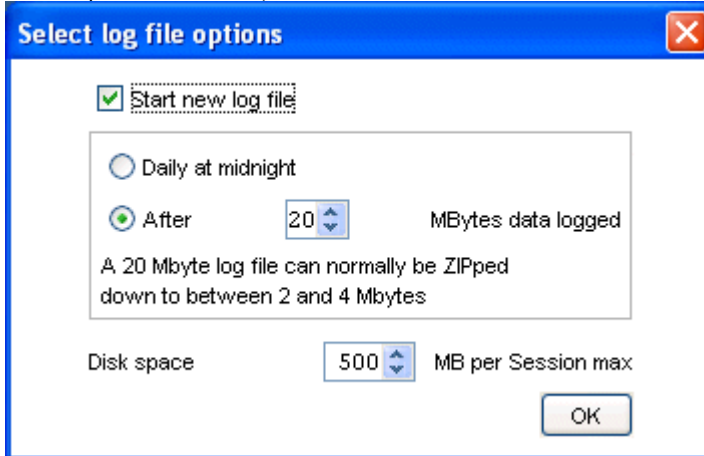 Select log file options
Start new log file
Daily at midnight
After 20 MBytes data logged
A 20 Mbyte log file can normally be ZIPped
down to between 2 and 4 Mbytes
Disk space 500 MB per Session max
OK